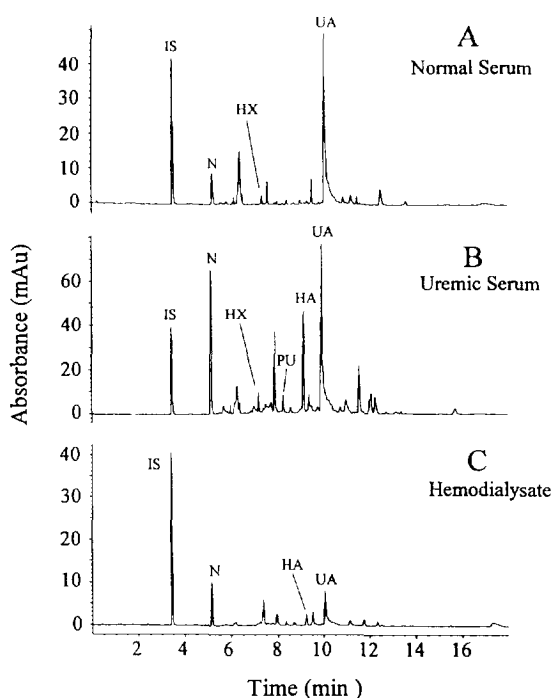 A
Normal Serum
IS
N
HX
UA
40
30
20
10
0
B
Uremic Serum
IS
N
HX
PU
HA
UA
60
40
20
0
C
Hemodialysate
IS
N
HA
UA
40
30
20
10
0
2 4 6 8 10 12 14 16
Absorbance (mAu)
Time (min )